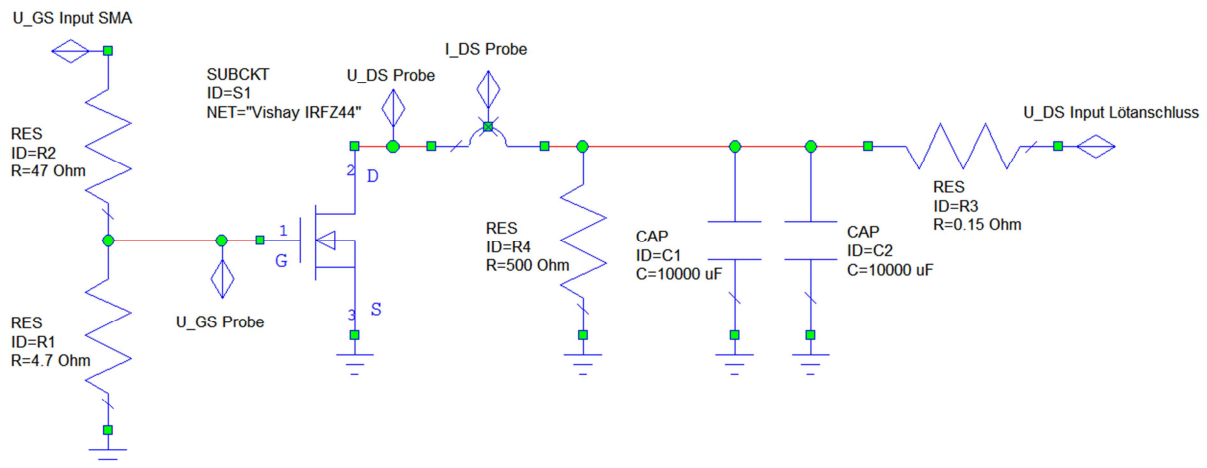 U_GS Input SMA
RES
ID=R2
R=47 Ohm
RES
ID=R1
R=4.7 Ohm
U_GS Probe
SUBCKT
ID=S1
NET="Vishay IRFZ44"
1
G
2
D
3
S
U_DS Probe
I_DS Probe
RES
ID=R4
R=500 Ohm
CAP
ID=C1
C=10000 uF
CAP
ID=C2
C=10000 uF
RES
ID=R3
R=0.15 Ohm
U_DS Input Lötanschluss